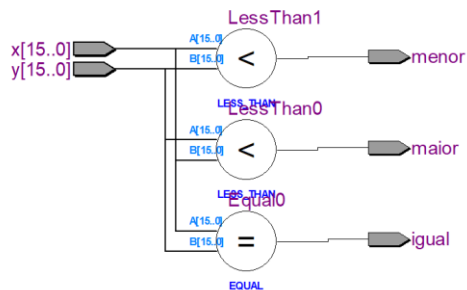 LessThan1
x[15..0]
y[15..0]
A[15..0]
B[15..0]
<
menor
LESS_THAN
LessThan0
A[15..0]
B[15..0]
<
maior
LESS_THAN
Equal0
A[15..0]
B[15..0]
=
igual
EQUAL